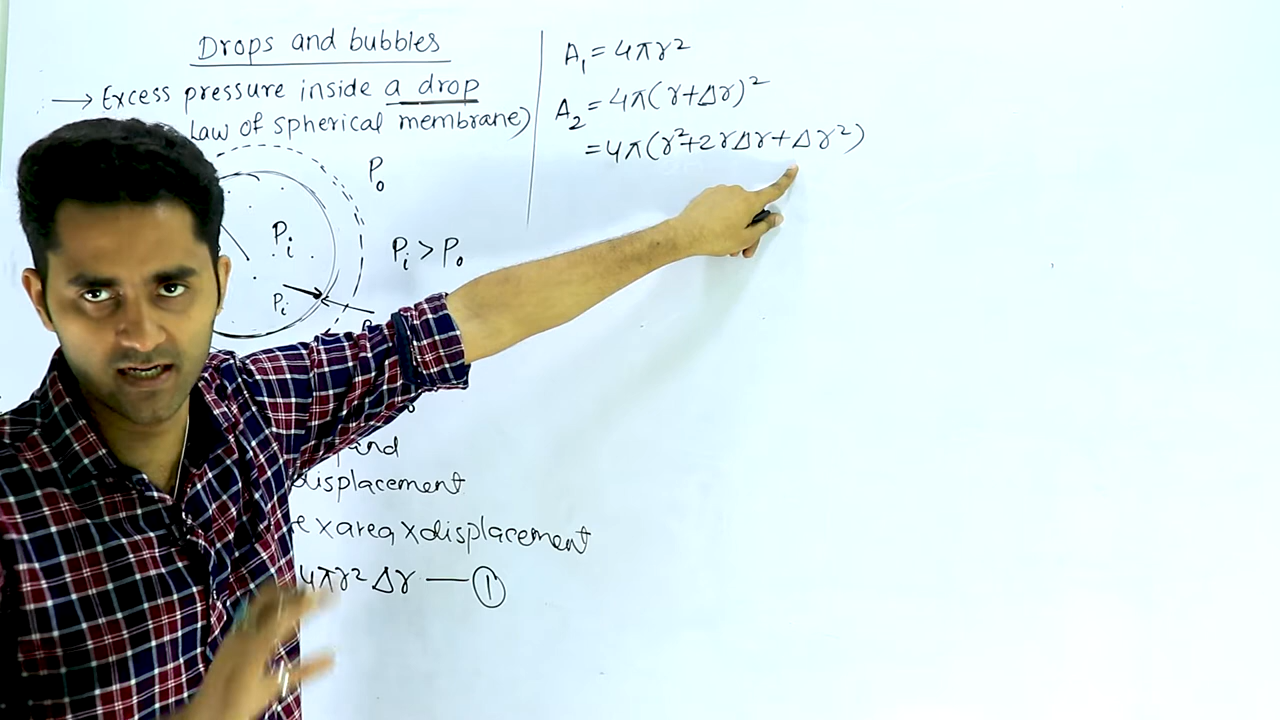 Drops and bubbles
→ Excess pressure inside a drop
Law of spherical membrane)
P₀
Pᵢ
Pᵢ > P₀
Pᵢ
displacement
×area×displacement
4πr² Δr — ①
A₁ = 4πr²
A₂ = 4π(r+Δr)²
= 4π(r²+2rΔr+Δr²)